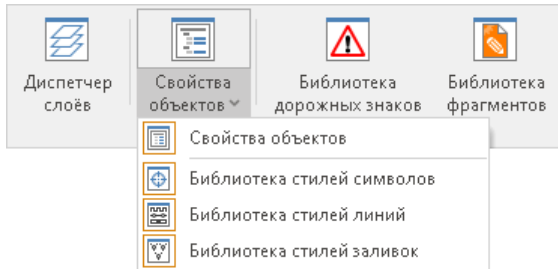 Диспетчер
слоёв
Свойства
объектов
Библиотека
дорожных знаков
Библиотека
фрагментов
Свойства объектов
Библиотека стилей символов
Библиотека стилей линий
Библиотека стилей заливок